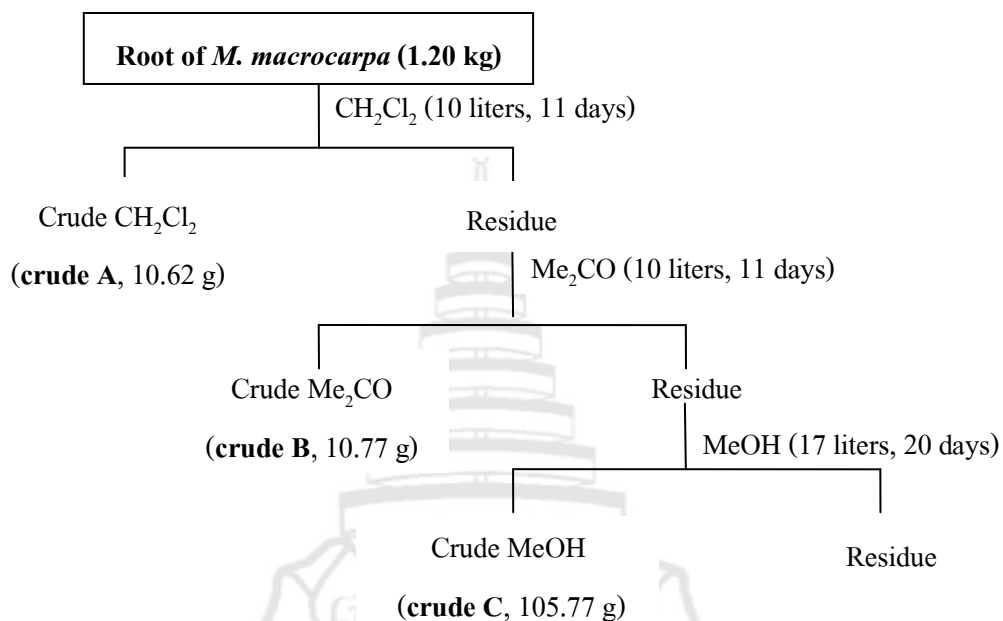 Root of M. macrocarpa (1.20 kg)
CH₂Cl₂ (10 liters, 11 days)
Crude CH₂Cl₂
(crude A, 10.62 g)
Residue
Me₂CO (10 liters, 11 days)
Crude Me₂CO
(crude B, 10.77 g)
Residue
MeOH (17 liters, 20 days)
Crude MeOH
(crude C, 105.77 g)
Residue